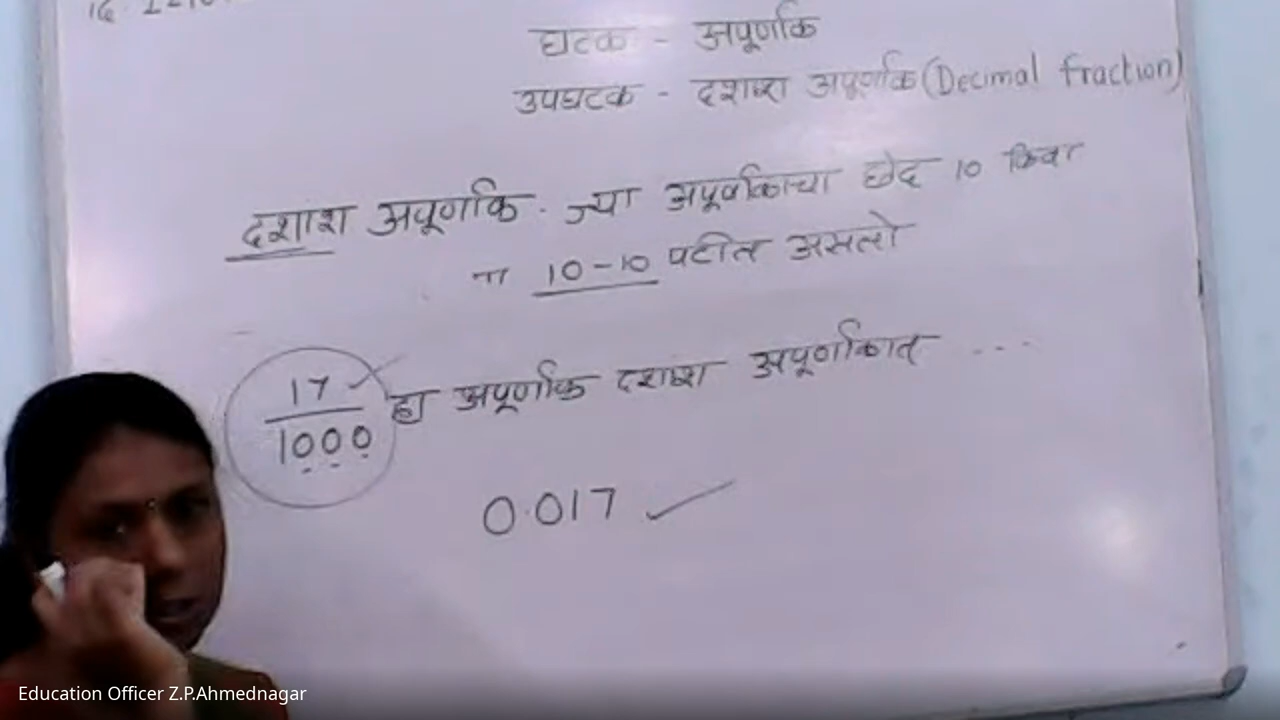 घटक - अपूर्णांक
उपघटक - दशांश अपूर्णांक (Decimal fraction)
दशांश अपूर्णांक - ज्या अपूर्णांकाचा छेद 10 किंवा
10-10 पटीत असतो
17
1000
हा अपूर्णांक दशांश अपूर्णांकात ...
0.017
Education Officer Z.P.Ahmednagar